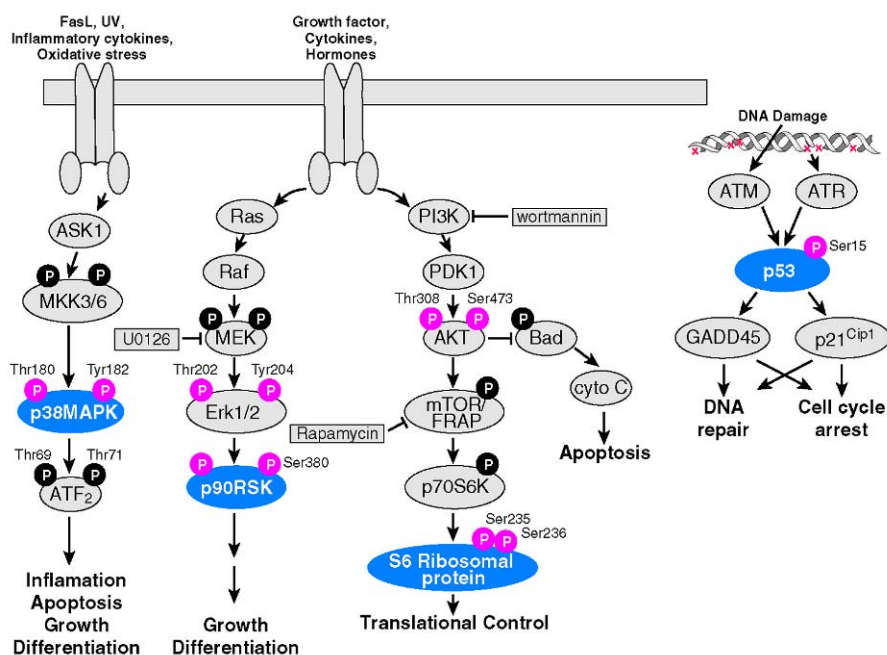 FasL, UV,
Inflammatory cytokines,
Oxidative stress
Growth factor,
Cytokines,
Hormones
DNA Damage
ASK1
P P
MKK3/6
Thr180 Tyr182
P P
p38MAPK
Thr69 Thr71
P P
ATF2
Inflamation
Apoptosis
Growth
Differentiation
Ras
Raf
U0126
P P
MEK
Thr202 Tyr204
P P
Erk1/2
P P Ser380
p90RSK
Growth
Differentiation
PI3K
wortmannin
PDK1
Thr308 Ser473
P P
AKT
P
Bad
cyto C
Apoptosis
Rapamycin
P
mTOR/
FRAP
P
p70S6K
Ser235
Ser236
P P
S6 Ribosomal
protein
Translational Control
ATM
ATR
P Ser15
p53
GADD45
p21Cip1
DNA
repair
Cell cycle
arrest